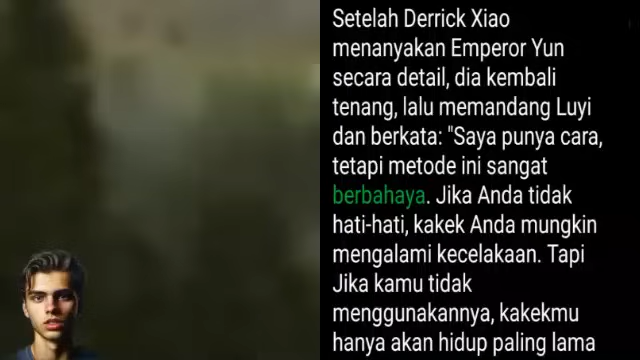 Setelah Derrick Xiao
menanyakan Emperor Yun
secara detail, dia kembali
tenang, lalu memandang Luyi
dan berkata: "Saya punya cara,
tetapi metode ini sangat
berbahaya. Jika Anda tidak
hati-hati, kakek Anda mungkin
mengalami kecelakaan. Tapi
Jika kamu tidak
menggunakannya, kakekmu
hanya akan hidup paling lama